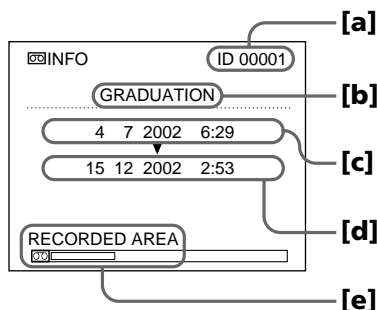 [a]
INFO ID 00001
GRADUATION
[b]
4 7 2002 6:29
[c]
15 12 2002 2:53
[d]
RECORDED AREA
[e]